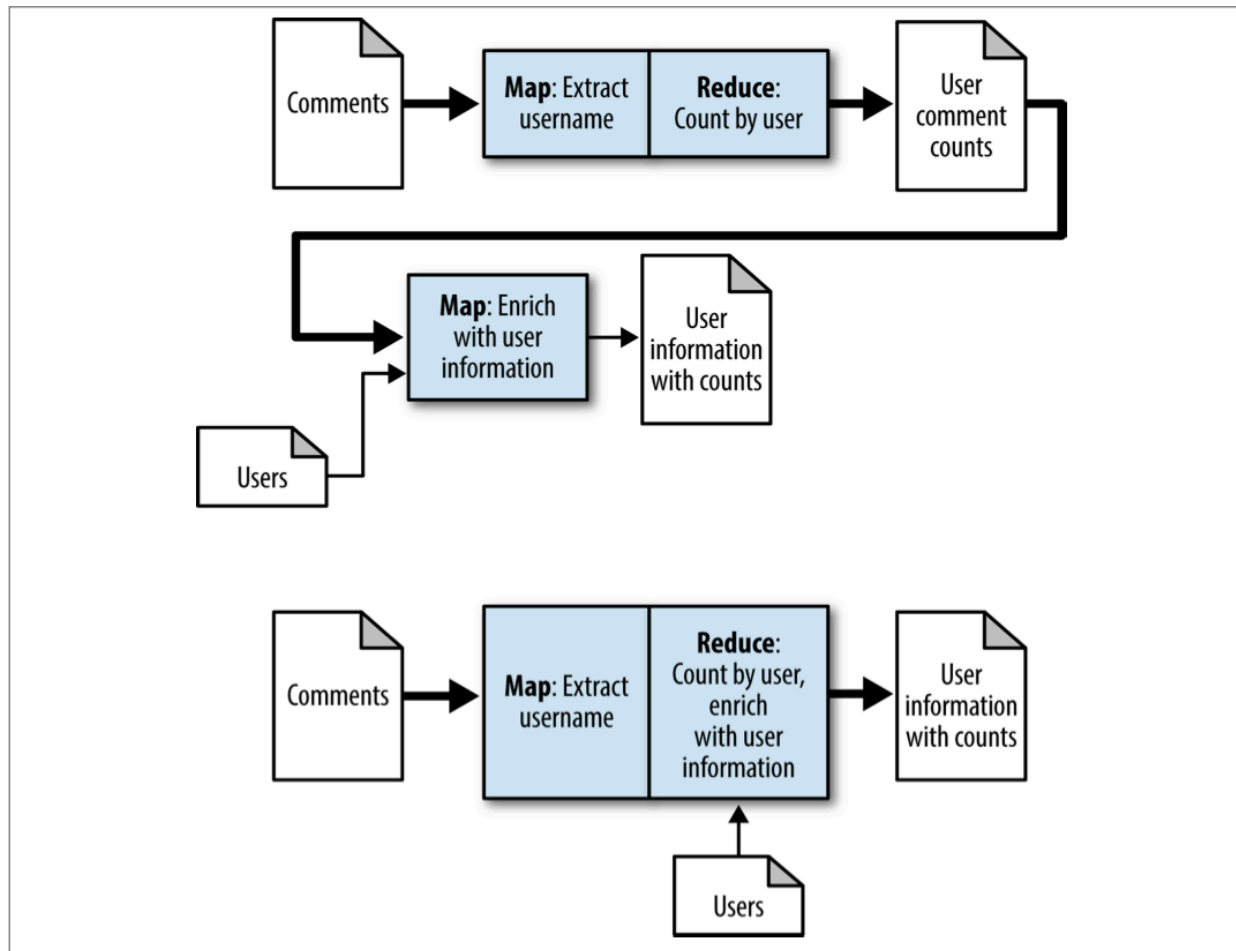 Comments
Map: Extract
username
Reduce:
Count by user
User
comment
counts
Map: Enrich
with user
information
User
information
with counts
Users
Comments
Map: Extract
username
Reduce:
Count by user,
enrich
with user
information
User
information
with counts
Users